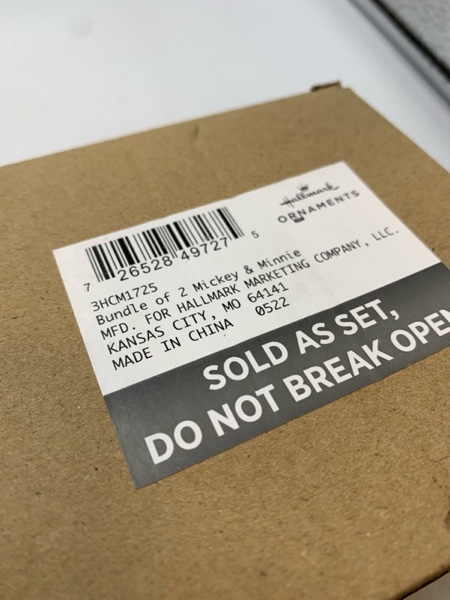 Hallmark
ORNAMENTS
7 26528 49727 5
3HCM1725
Bundle of 2 Mickey & Minnie
MFD. FOR HALLMARK MARKETING COMPANY, LLC.
KANSAS CITY, MO 64141
MADE IN CHINA 0522
SOLD AS SET,
DO NOT BREAK OPEN